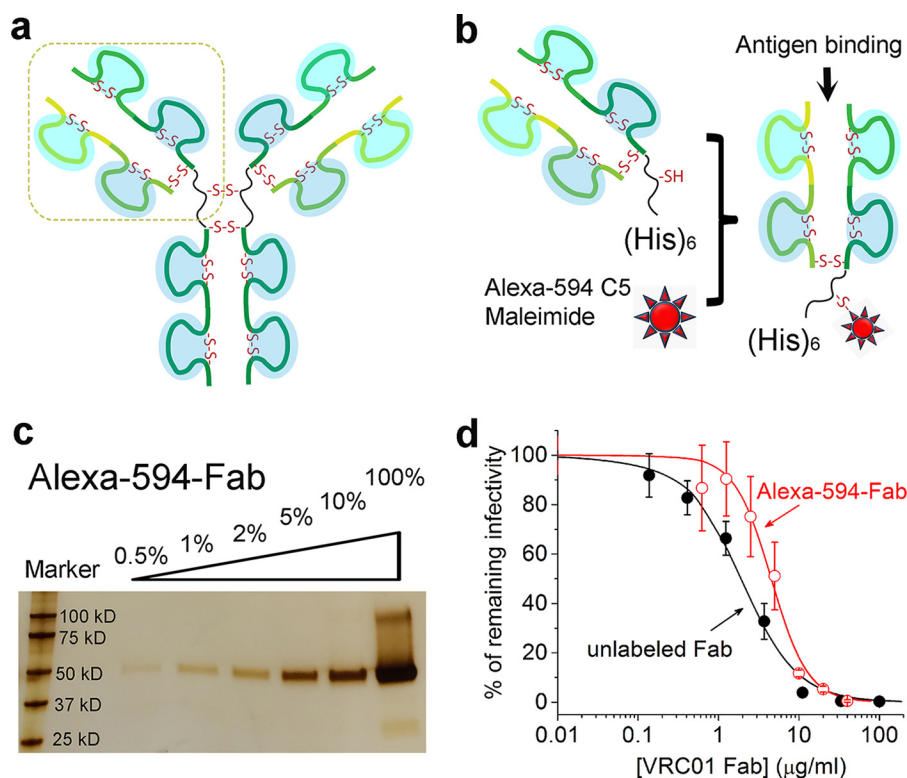 a
S-S
S-S
S-S
S-S
S-S
S-S
S-S
S-S
S-S
S-S
-S-S-
-S-S-
S-S
S-S
S-S
S-S
b
Antigen binding
S-S
S-S
S-S
S-S
S-S
-SH
(His)6
Alexa-594 C5
Maleimide
S-S
S-S
S-S
S-S
-S-S-
S
(His)6
c
Alexa-594-Fab
Marker
0.5%
1%
2%
5%
10%
100%
100 kD
75 kD
50 kD
37 kD
25 kD
d
% of remaining infectivity
100
80
60
40
20
0
Alexa-594-Fab
unlabeled Fab
0.01
0.1
1
10
100
[VRC01 Fab] (μg/ml)